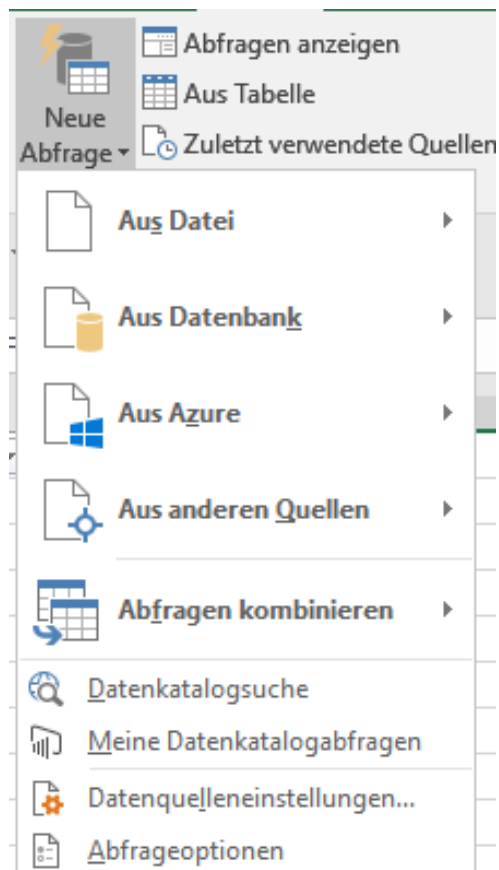 Neue
Abfrage
Abfragen anzeigen
Aus Tabelle
Zuletzt verwendete Quellen
Aus Datei
Aus Datenbank
Aus Azure
Aus anderen Quellen
Abfragen kombinieren
Datenkatalogsuche
Meine Datenkatalogabfragen
Datenquelleneinstellungen...
Abfrageoptionen